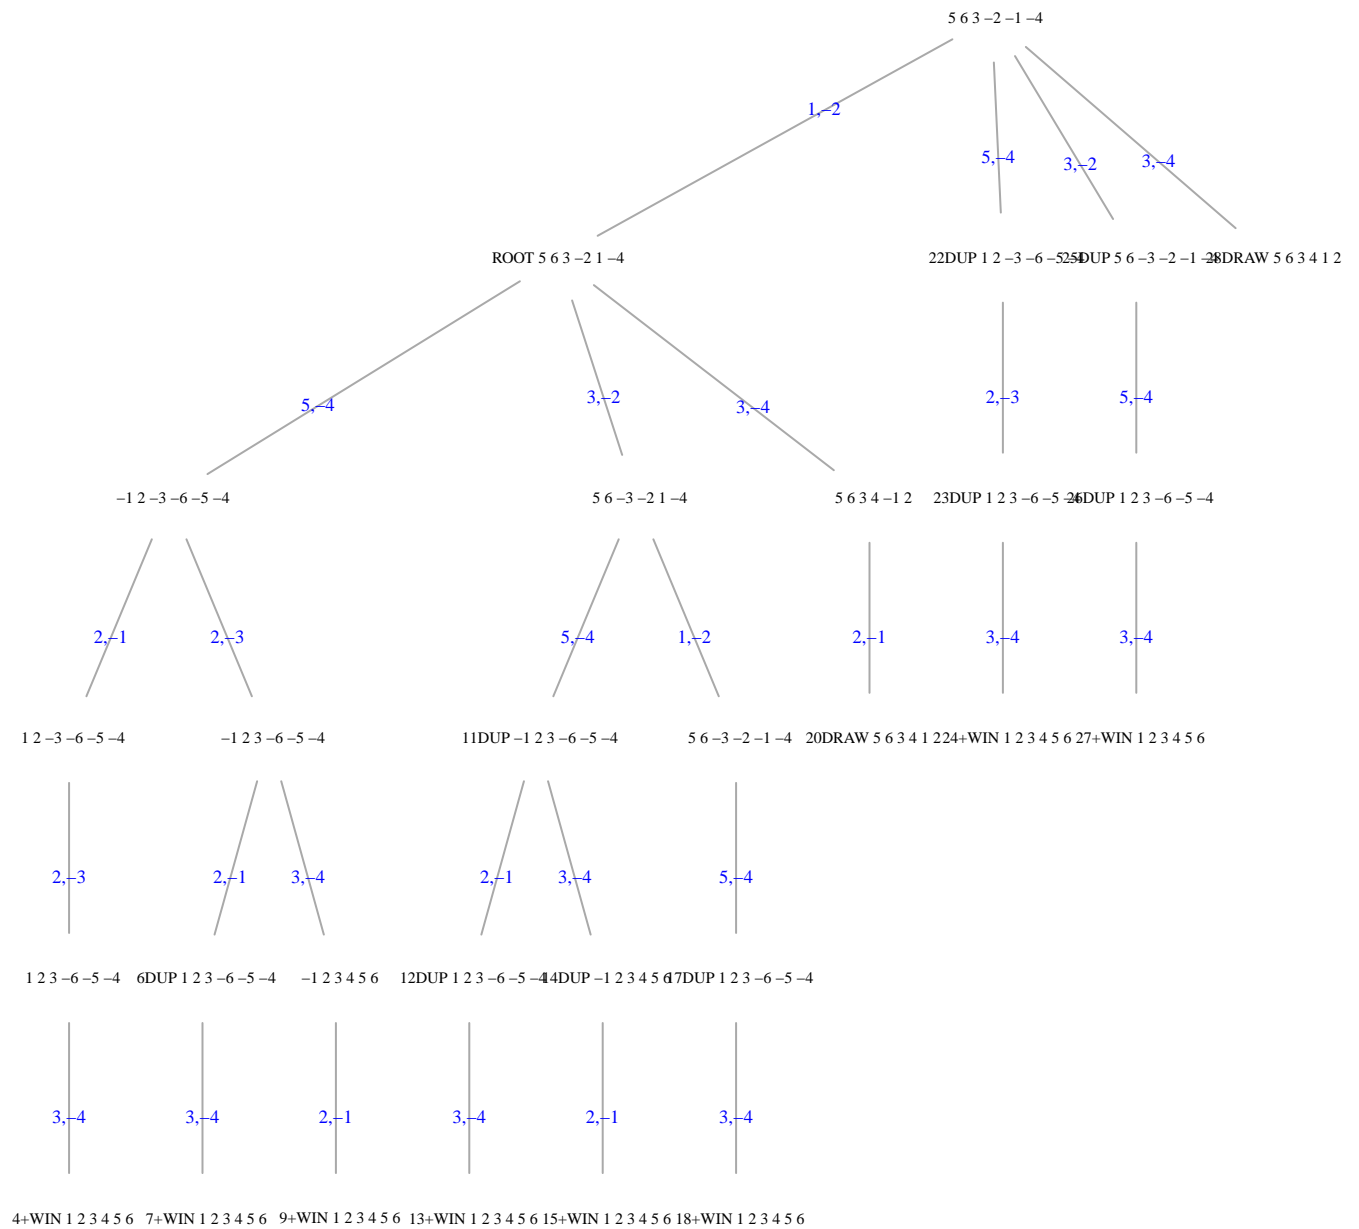 5 6 3 −2 −1 −4
1,−2
5,−4
3,−2
3,−4
ROOT 5 6 3 −2 1 −4
22DUP 1 2 −3 −6 −5 −4
25DUP 5 6 −3 −2 −1 −4
28DRAW 5 6 3 4 1 2
5,−4
3,−2
3,−4
2,−3
5,−4
−1 2 −3 −6 −5 −4
5 6 −3 −2 1 −4
5 6 3 4 −1 2
23DUP 1 2 3 −6 −5 −4
26DUP 1 2 3 −6 −5 −4
2,−1
2,−3
5,−4
1,−2
2,−1
3,−4
3,−4
1 2 −3 −6 −5 −4
−1 2 3 −6 −5 −4
11DUP −1 2 3 −6 −5 −4
5 6 −3 −2 −1 −4
20DRAW 5 6 3 4 1 2
24+WIN 1 2 3 4 5 6
27+WIN 1 2 3 4 5 6
2,−3
2,−1
3,−4
2,−1
3,−4
5,−4
1 2 3 −6 −5 −4
6DUP 1 2 3 −6 −5 −4
−1 2 3 4 5 6
12DUP 1 2 3 −6 −5 −4
14DUP −1 2 3 4 5 6
17DUP 1 2 3 −6 −5 −4
3,−4
3,−4
2,−1
3,−4
2,−1
3,−4
4+WIN 1 2 3 4 5 6
7+WIN 1 2 3 4 5 6
9+WIN 1 2 3 4 5 6
13+WIN 1 2 3 4 5 6
15+WIN 1 2 3 4 5 6
18+WIN 1 2 3 4 5 6